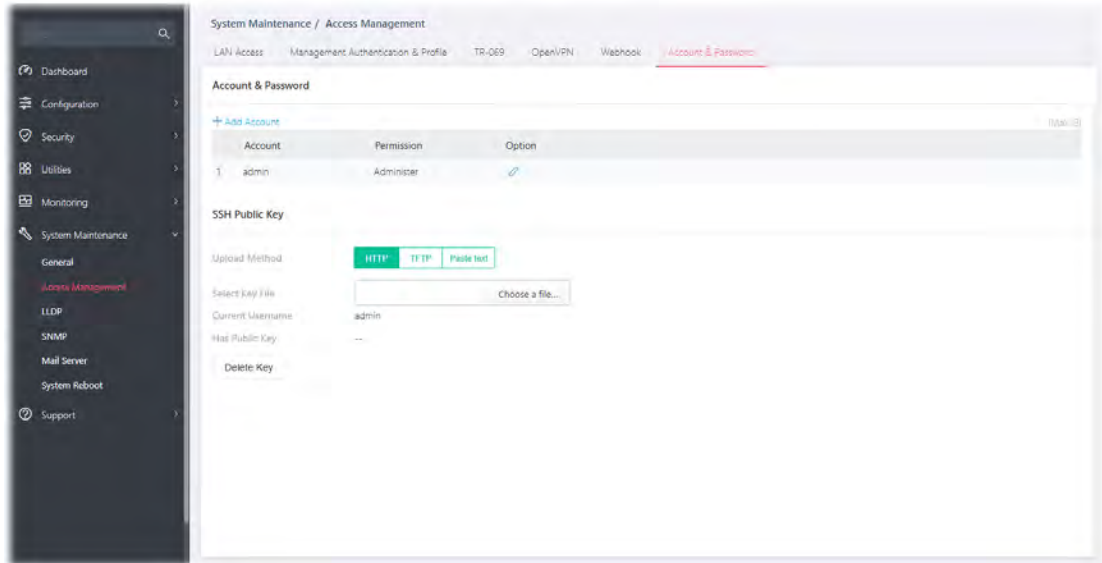 System Maintenance / Access Management
LAN Access Management Authentication & Profile TR-069 OpenVPN Webhook Account & Password
Dashboard
Configuration
Security
Utilities
Monitoring
System Maintenance
General
Access Management
LLDP
SNMP
Mail Server
System Reboot
Support
Account & Password
+ Add Account
Account Permission Option
1 admin Administer
SSH Public Key
Upload Method HTTP TFTP Paste text
Select Key File Choose a file...
Current Username admin
Has Public Key --
Delete Key